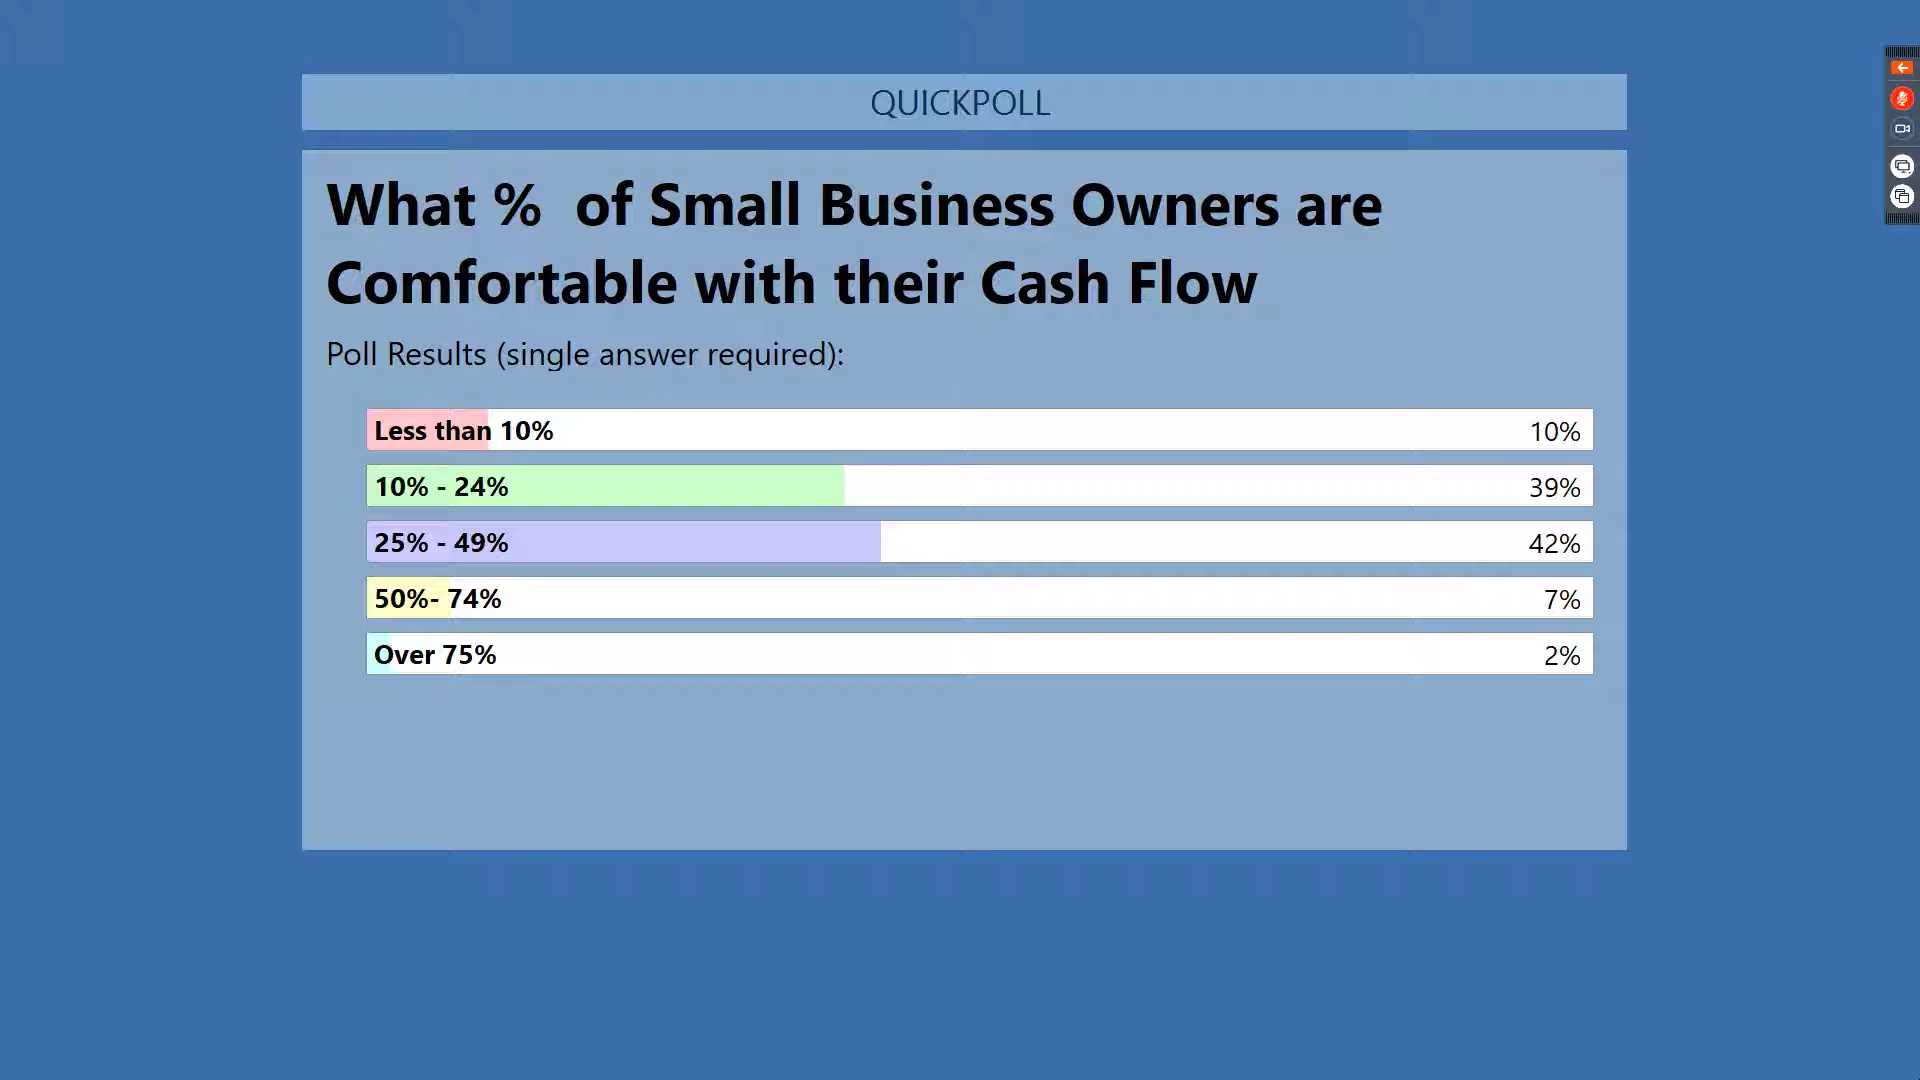 QUICKPOLL
What %  of Small Business Owners are
Comfortable with their Cash Flow
Poll Results (single answer required):
Less than 10% 10%
10% - 24% 39%
25% - 49% 42%
50%- 74% 7%
Over 75% 2%